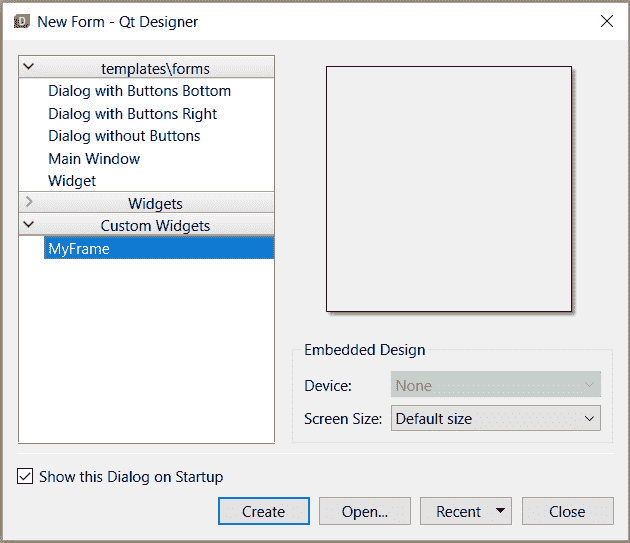 New Form - Qt Designer
templates\forms
Dialog with Buttons Bottom
Dialog with Buttons Right
Dialog without Buttons
Main Window
Widget
Widgets
Custom Widgets
MyFrame
Embedded Design
Device: None
Screen Size: Default size
Show this Dialog on Startup
Create Open... Recent Close